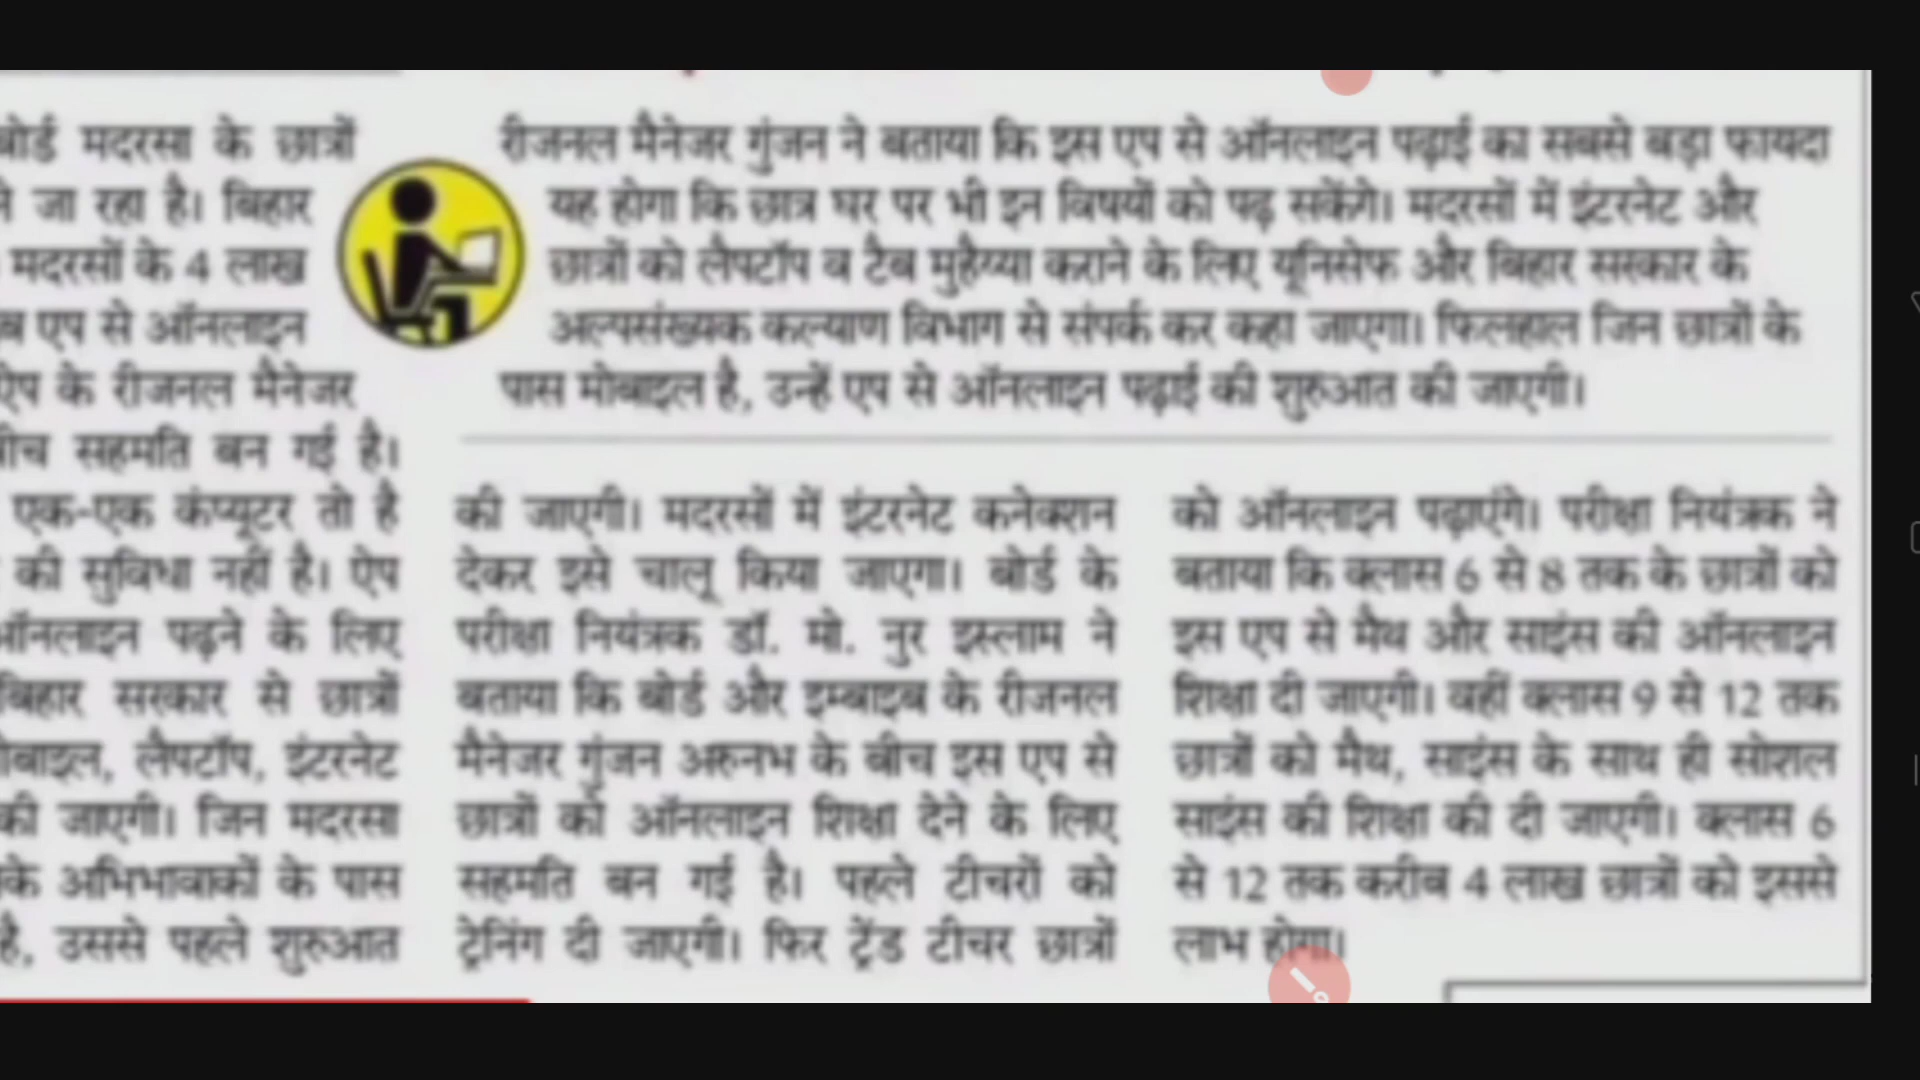 बोर्ड मदरसा के छात्रों
जा रहा है। बिहार
मदरसों के 4 लाख
एप से ऑनलाइन
ऐप के रीजनल मैनेजर
बीच सहमति बन गई है।
एक-एक कंप्यूटर तो है
की सुविधा नहीं है। ऐप
ऑनलाइन पढ़ने के लिए
बिहार सरकार से छात्रों
मोबाइल, लैपटॉप, इंटरनेट
की जाएगी। जिन मदरसा
के अभिभावाकों के पास
है, उससे पहले शुरुआत
रीजनल मैनेजर गुंजन ने बताया कि इस एप से ऑनलाइन पढ़ाई का सबसे बड़ा फायदा
यह होगा कि छात्र घर पर भी इन विषयों को पढ़ सकेंगे। मदरसों में इंटरनेट और
छात्रों को लैपटॉप व टैब मुहैय्या कराने के लिए यूनिसेफ और बिहार सरकार के
अल्पसंख्यक कल्याण विभाग से संपर्क कर कहा जाएगा। फिलहाल जिन छात्रों के
पास मोबाइल है, उन्हें एप से ऑनलाइन पढ़ाई की शुरुआत की जाएगी।
की जाएगी। मदरसों में इंटरनेट कनेक्शन
देकर इसे चालू किया जाएगा। बोर्ड के
परीक्षा नियंत्रक डॉ. मो. नुर इस्लाम ने
बताया कि बोर्ड और इम्बाइब के रीजनल
मैनेजर गुंजन अरुनभ के बीच इस एप से
छात्रों को ऑनलाइन शिक्षा देने के लिए
सहमति बन गई है। पहले टीचरों को
ट्रेनिंग दी जाएगी। फिर ट्रेंड टीचर छात्रों
को ऑनलाइन पढ़ाएंगे। परीक्षा नियंत्रक ने
बताया कि क्लास 6 से 8 तक के छात्रों को
इस एप से मैथ और साइंस की ऑनलाइन
शिक्षा दी जाएगी। वहीं क्लास 9 से 12 तक
छात्रों को मैथ, साइंस के साथ ही सोशल
साइंस की शिक्षा की दी जाएगी। क्लास 6
से 12 तक करीब 4 लाख छात्रों को इससे
लाभ होगा।